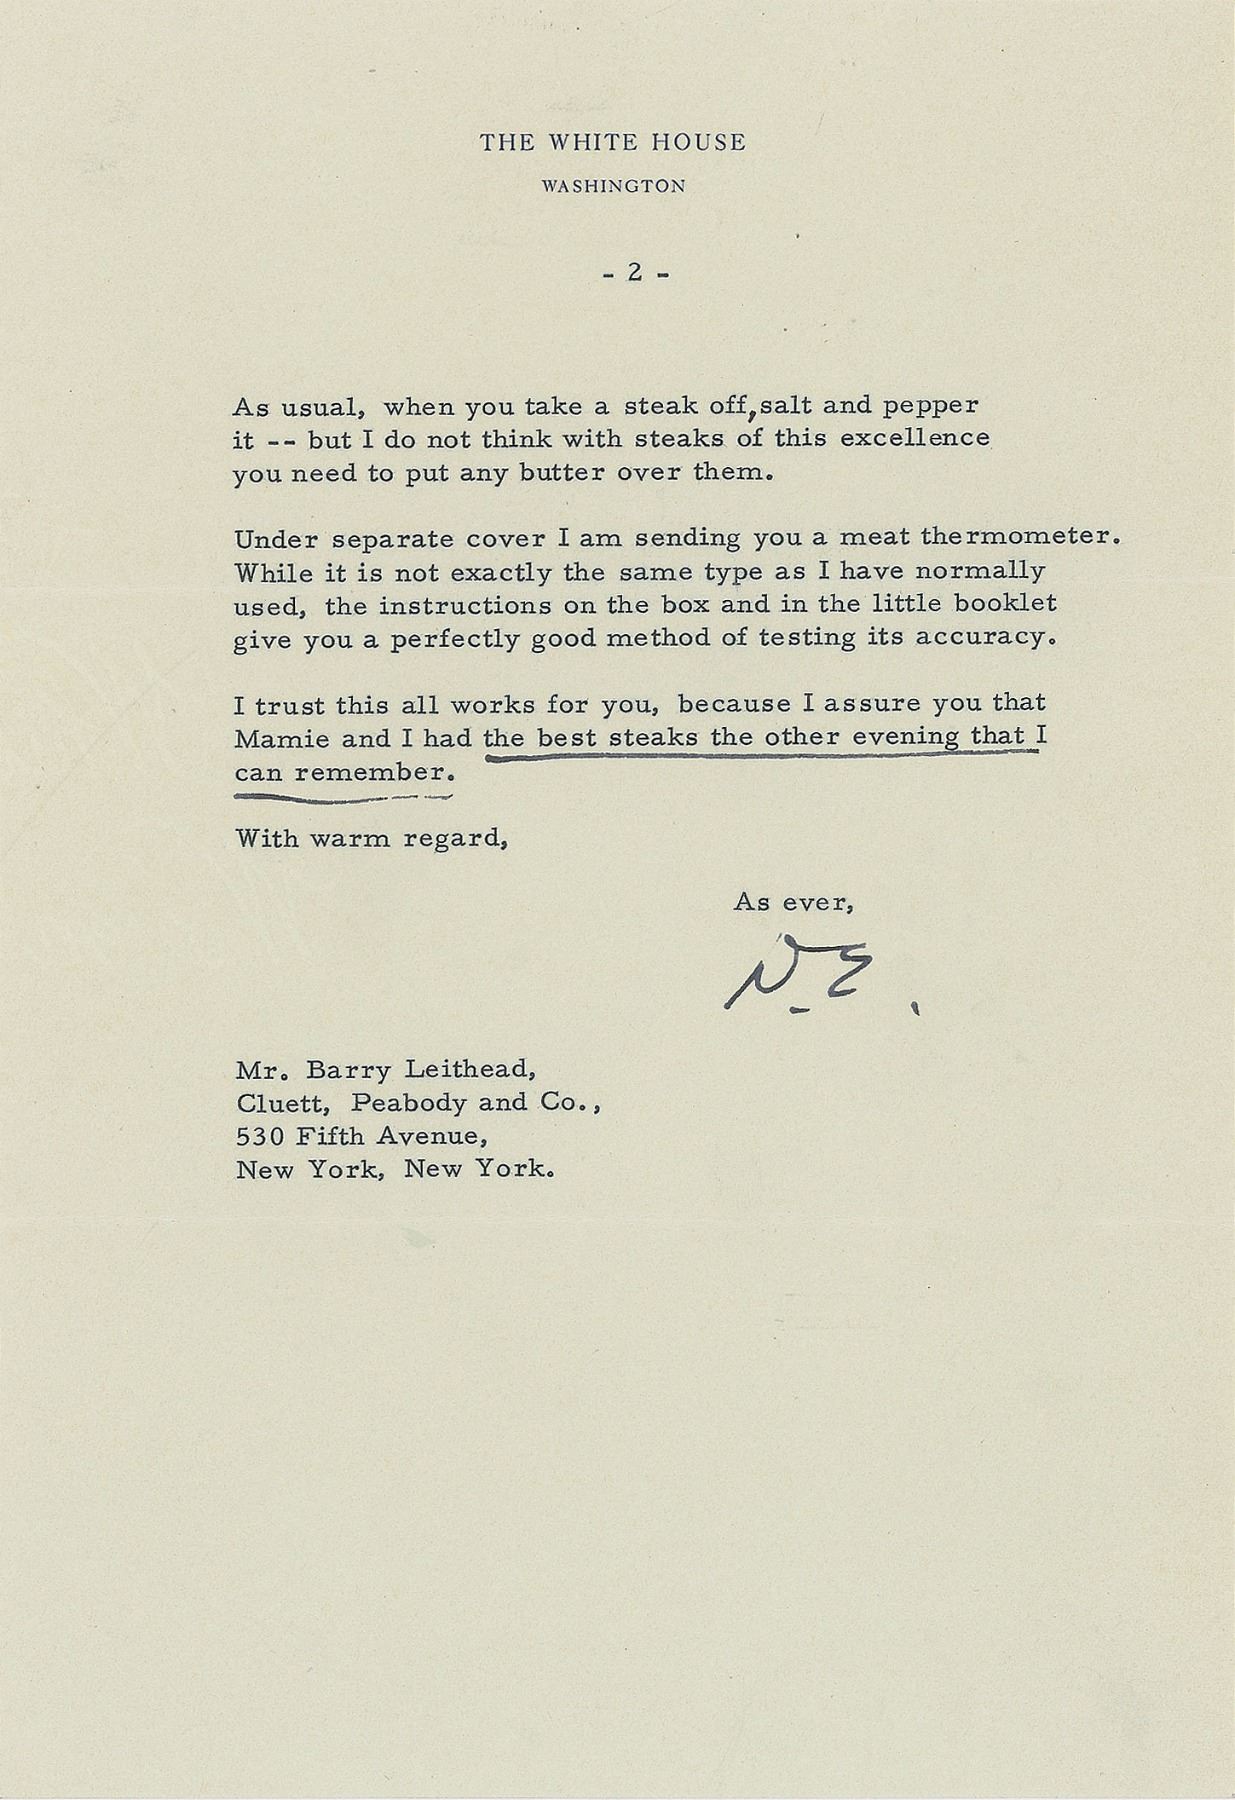 THE WHITE HOUSE
WASHINGTON
- 2 -
As usual, when you take a steak off, salt and pepper
it -- but I do not think with steaks of this excellence
you need to put any butter over them.
Under separate cover I am sending you a meat thermometer.
While it is not exactly the same type as I have normally
used, the instructions on the box and in the little booklet
give you a perfectly good method of testing its accuracy.
I trust this all works for you, because I assure you that
Mamie and I had the best steaks the other evening that I
can remember.
With warm regard,
As ever,
D.E.
Mr. Barry Leithead,
Cluett, Peabody and Co.,
530 Fifth Avenue,
New York, New York.